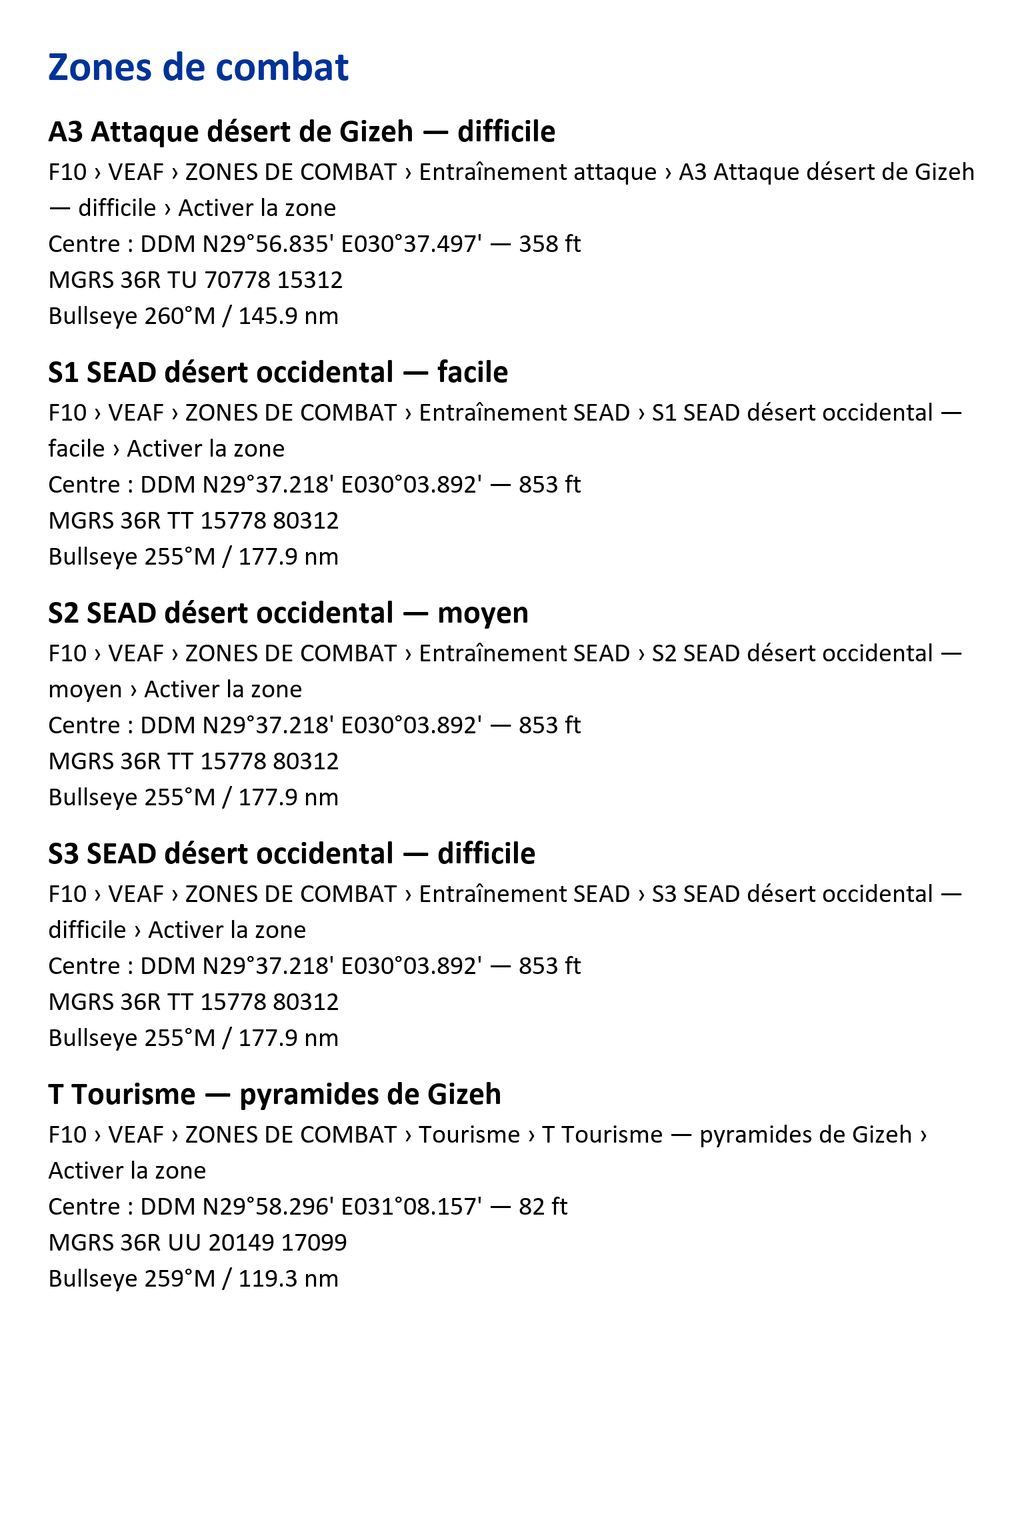 Zones de combat
A3 Attaque désert de Gizeh — difficile
F10 › VEAF › ZONES DE COMBAT › Entraînement attaque › A3 Attaque désert de Gizeh
— difficile › Activer la zone
Centre : DDM N29°56.835' E030°37.497' — 358 ft
MGRS 36R TU 70778 15312
Bullseye 260°M / 145.9 nm
S1 SEAD désert occidental — facile
F10 › VEAF › ZONES DE COMBAT › Entraînement SEAD › S1 SEAD désert occidental —
facile › Activer la zone
Centre : DDM N29°37.218' E030°03.892' — 853 ft
MGRS 36R TT 15778 80312
Bullseye 255°M / 177.9 nm
S2 SEAD désert occidental — moyen
F10 › VEAF › ZONES DE COMBAT › Entraînement SEAD › S2 SEAD désert occidental —
moyen › Activer la zone
Centre : DDM N29°37.218' E030°03.892' — 853 ft
MGRS 36R TT 15778 80312
Bullseye 255°M / 177.9 nm
S3 SEAD désert occidental — difficile
F10 › VEAF › ZONES DE COMBAT › Entraînement SEAD › S3 SEAD désert occidental —
difficile › Activer la zone
Centre : DDM N29°37.218' E030°03.892' — 853 ft
MGRS 36R TT 15778 80312
Bullseye 255°M / 177.9 nm
T Tourisme — pyramides de Gizeh
F10 › VEAF › ZONES DE COMBAT › Tourisme › T Tourisme — pyramides de Gizeh ›
Activer la zone
Centre : DDM N29°58.296' E031°08.157' — 82 ft
MGRS 36R UU 20149 17099
Bullseye 259°M / 119.3 nm